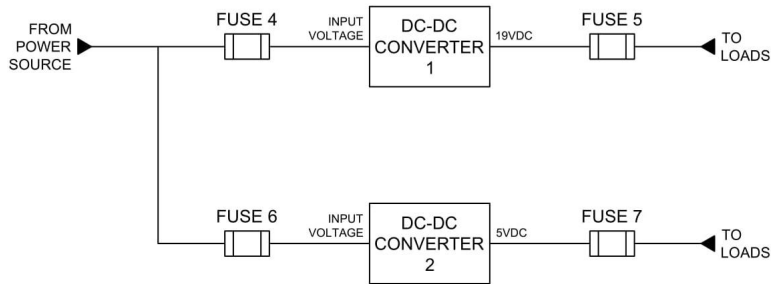 FROM
POWER
SOURCE
FUSE 4
INPUT
VOLTAGE
DC-DC
CONVERTER
1
19VDC
FUSE 5
TO
LOADS
FUSE 6
INPUT
VOLTAGE
DC-DC
CONVERTER
2
5VDC
FUSE 7
TO
LOADS